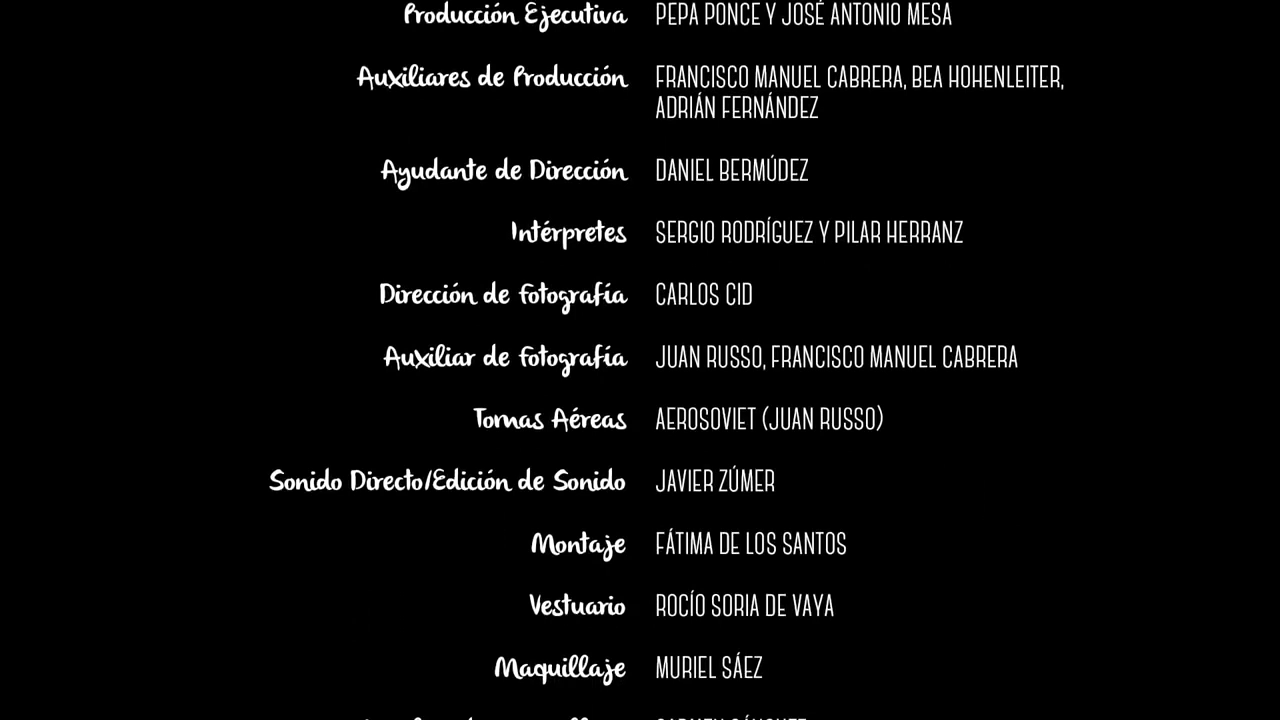 Producción Ejecutiva PEPA PONCE Y JOSÉ ANTONIO MESA
Auxiliares de Producción FRANCISCO MANUEL CABRERA, BEA HOHENLEITER,
ADRIÁN FERNÁNDEZ
Ayudante de Dirección DANIEL BERMÚDEZ
Intérpretes SERGIO RODRÍGUEZ Y PILAR HERRANZ
Dirección de fotografía CARLOS CID
Auxiliar de fotografía JUAN RUSSO, FRANCISCO MANUEL CABRERA
Tomas Aéreas AEROSOVIET (JUAN RUSSO)
Sonido Directo/Edición de Sonido JAVIER ZÚMER
Montaje FÁTIMA DE LOS SANTOS
Vestuario ROCÍO SORIA DE VAYA
Maquillaje MURIEL SÁEZ